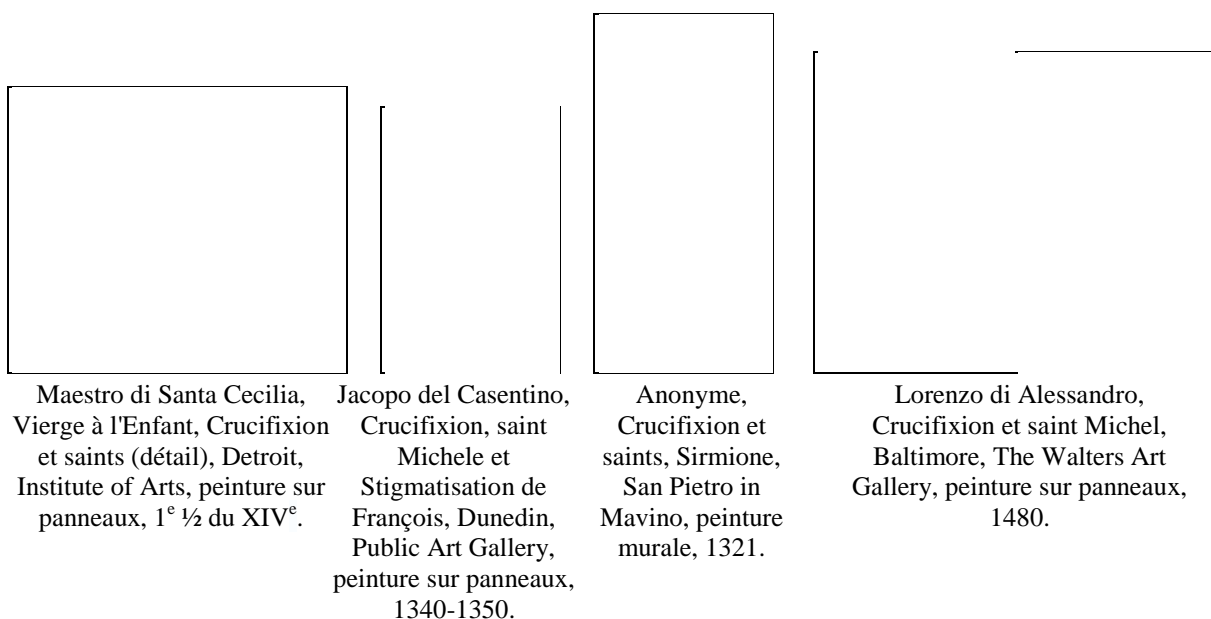 Maestro di Santa Cecilia,
Vierge à l'Enfant, Crucifixion
et saints (détail), Detroit,
Institute of Arts, peinture sur
panneaux, 1e ½ du XIVe.
Jacopo del Casentino,
Crucifixion, saint
Michele et
Stigmatisation de
François, Dunedin,
Public Art Gallery,
peinture sur panneaux,
1340-1350.
Anonyme,
Crucifixion et
saints, Sirmione,
San Pietro in
Mavino, peinture
murale, 1321.
Lorenzo di Alessandro,
Crucifixion et saint Michel,
Baltimore, The Walters Art
Gallery, peinture sur panneaux,
1480.